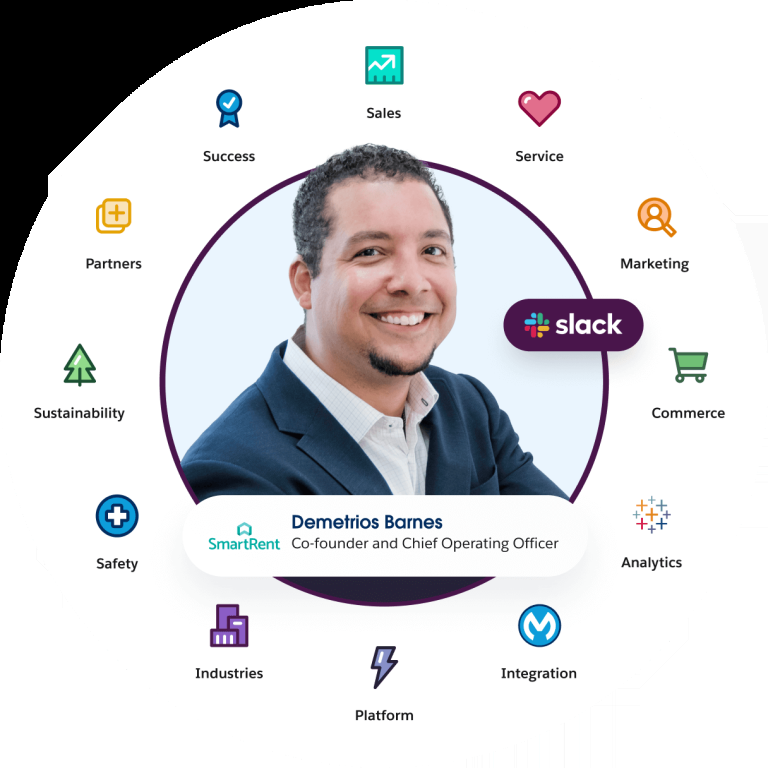 Sales
Success
Service
Partners
Marketing
slack
Sustainability
Commerce
Demetrios Barnes
SmartRent
Co-founder and Chief Operating Officer
Safety
Analytics
Industries
Integration
Platform